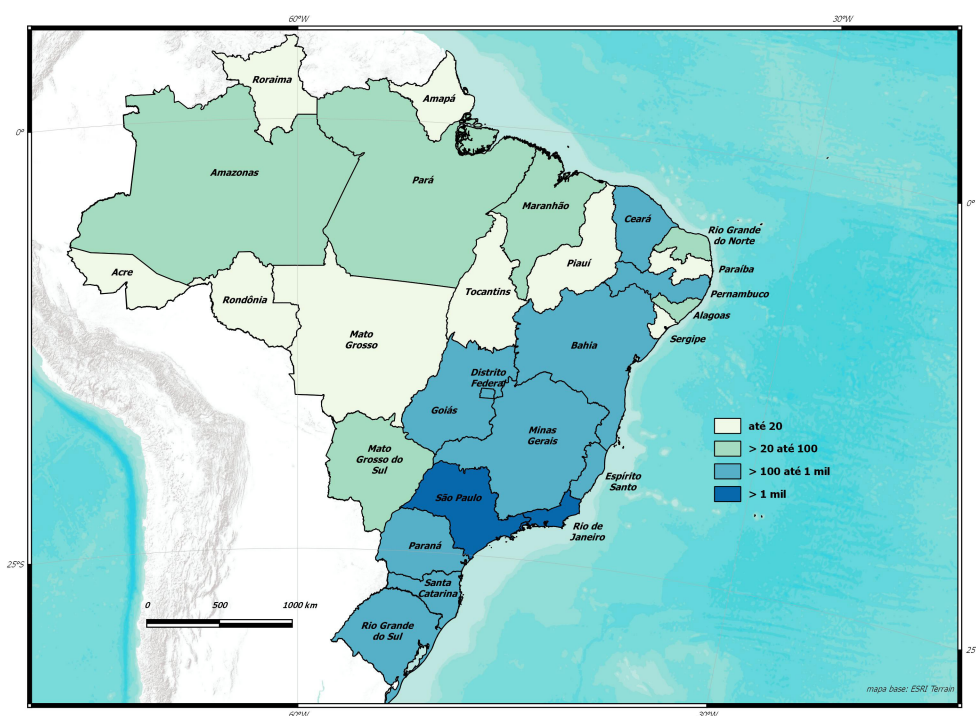 60°W
30°W
Roraima
Amapá
0°
Amazonas
Pará
Maranhão
Ceará
0°
Rio Grande
do Norte
Acre
Rondônia
Tocantins
Piauí
Paraíba
Pernambuco
Alagoas
Sergipe
Mato
Grosso
Bahia
Distrito
Federal
Goiás
Minas
Gerais
até 20
> 20 até 100
> 100 até 1 mil
> 1 mil
Mato
Grosso do
Sul
Espírito
Santo
São Paulo
Rio de
Janeiro
Paraná
25°S
Santa
Catarina
0 500 1000 km
Rio Grande
do Sul
25
mapa base: ESRI Terrain
60°W
30°W